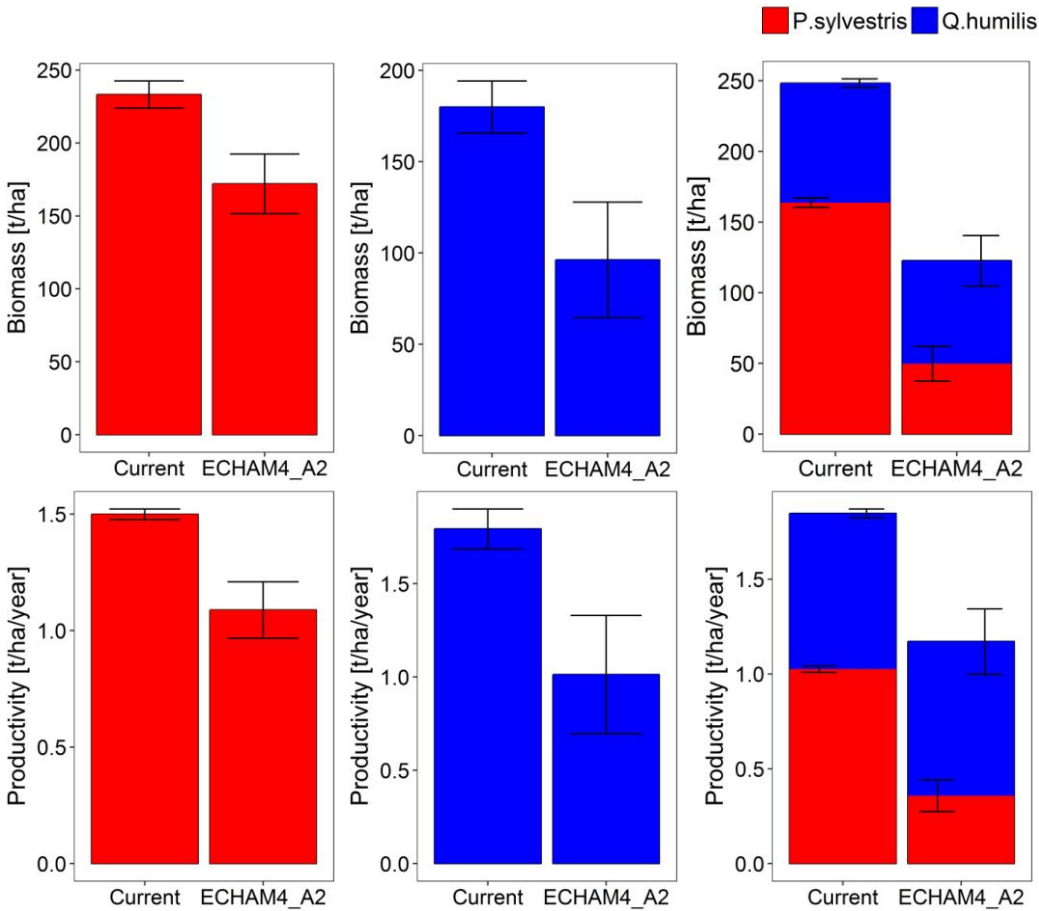 P.sylvestris Q.humilis
Biomass [t/ha]
250
200
150
100
50
0
Current ECHAM4_A2
Biomass [t/ha]
200
150
100
50
0
Current ECHAM4_A2
Biomass [t/ha]
250
200
150
100
50
0
Current ECHAM4_A2
Productivity [t/ha/year]
1.5
1.0
0.5
0.0
Current ECHAM4_A2
Productivity [t/ha/year]
1.5
1.0
0.5
0.0
Current ECHAM4_A2
Productivity [t/ha/year]
1.5
1.0
0.5
0.0
Current ECHAM4_A2